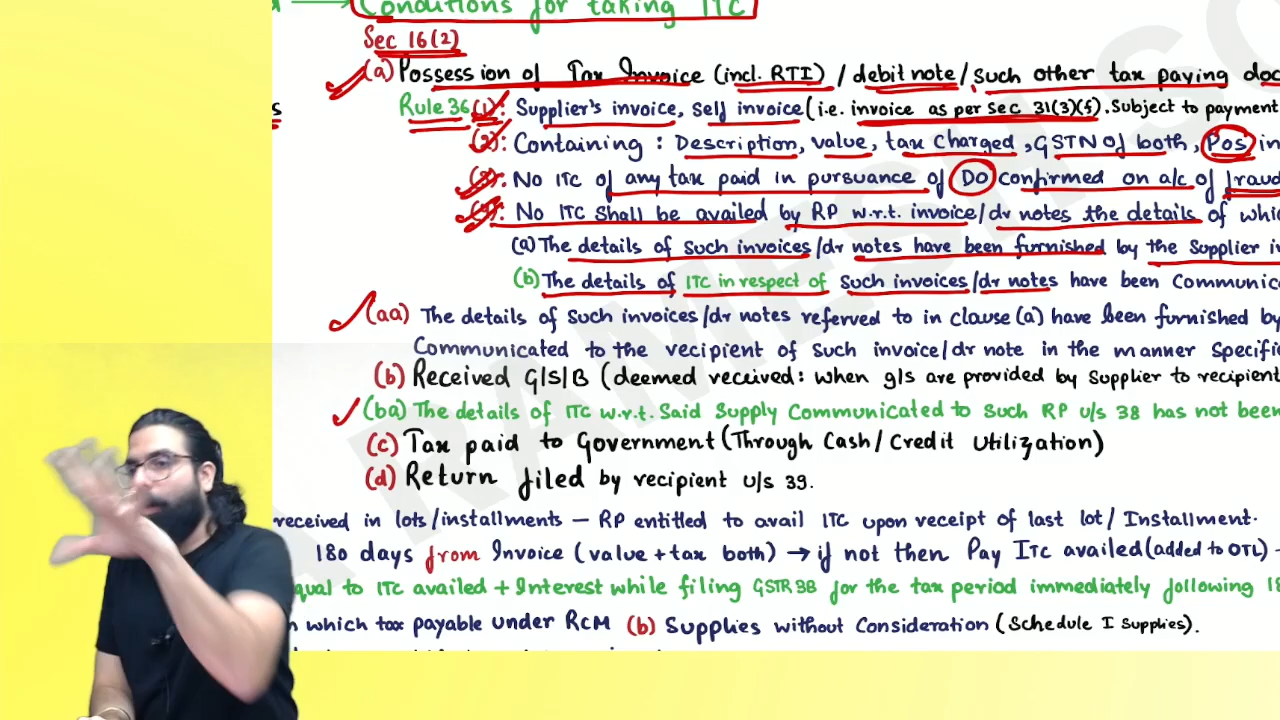 Conditions for taking ITC
Sec 16(2)
(a) Possession of Tax Invoice (incl. RTI) / debit note / Such other tax paying doc
Rule 36 (1): Supplier's invoice, self invoice (i.e. invoice as per sec 31(3)(f). Subject to payment
(2): Containing : Description, value, tax charged, GSTN of both, POS in
s
(3). No ITC of any tax paid in pursuance of DO confirmed on a/c of fraud
(4). No ITC shall be availed by RP w.r.t. invoice/dr notes the details of whi
(a) The details of such invoices/dr notes have been furnished by the supplier i
(b) The details of ITC in respect of Such invoices/dr notes have been communic
(aa) The details of such invoices/dr notes referred to in clause (a) have been furnished by
Communicated to the recipient of such invoice/dr note in the manner specifi
(b) Received G/S/B (deemed received: when g/s are provided by supplier to recipient
(ba) The details of ITC w.r.t. Said Supply Communicated to Such RP u/s 38 has not been
(c) Tax paid to Government (Through Cash/Credit Utilization)
(d) Return filed by recipient u/s 39.
received in lots/installments – RP entitled to avail ITC upon receipt of last lot/ Installment.
180 days from Invoice (value + tax both) → if not then Pay ITC availed (added to OTL) -
qual to ITC availed + Interest while filing GSTR 3B for the tax period immediately following 18
n which tax payable under RCM (b) Supplies without Consideration (Schedule I supplies).